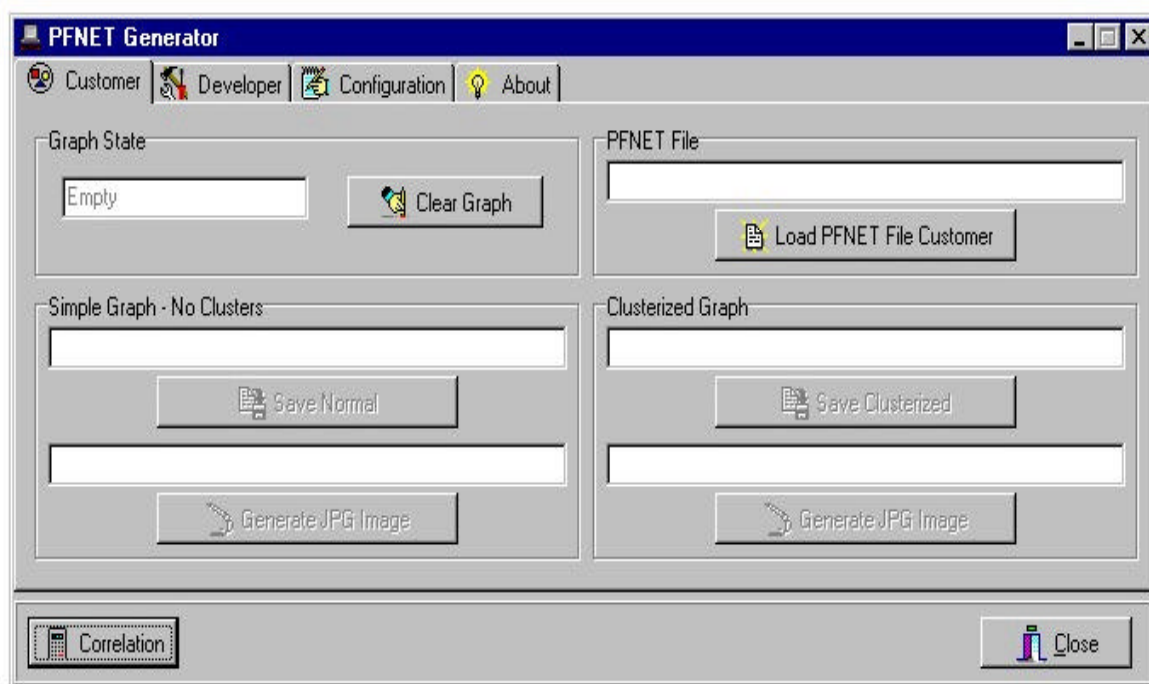 PFNET Generator
Customer Developer Configuration About
Graph State
Empty
Clear Graph
PFNET File
Load PFNET File Customer
Simple Graph - No Clusters
Save Normal
Generate JPG Image
Clusterized Graph
Save Clusterized
Generate JPG Image
Correlation
Close